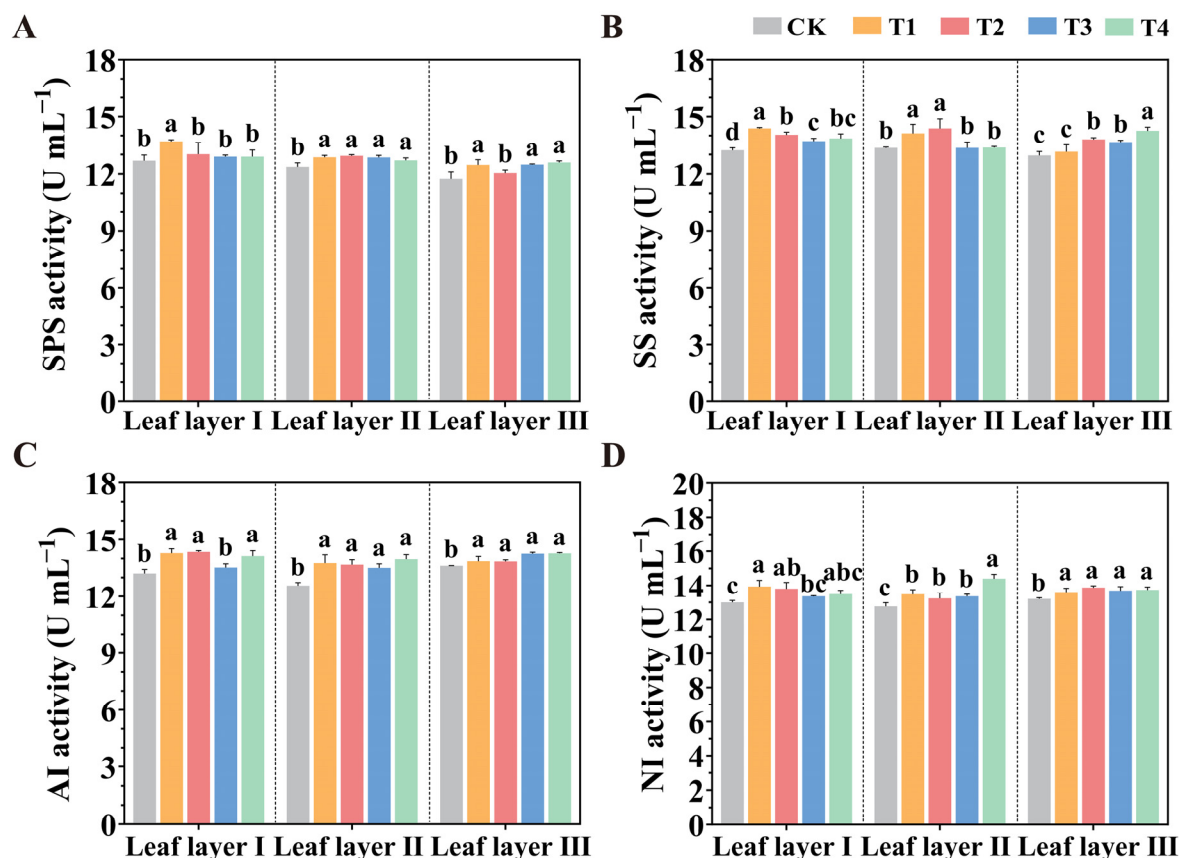 A
B
CK T1 T2 T3 T4
SPS activity (U mL−1)
18
15
12
9
6
3
0
b a b b b
b a a a a
b a b a a
Leaf layer I Leaf layer II Leaf layer III
SS activity (U mL−1)
18
15
12
9
6
3
0
d a b c bc
b a a b b
c c b b a
Leaf layer I Leaf layer II Leaf layer III
C
D
AI activity (U mL−1)
18
15
12
9
6
3
0
b a a b a
b a a a a
b a a a a
Leaf layer I Leaf layer II Leaf layer III
NI activity (U mL−1)
20
18
16
14
12
10
8
6
4
2
0
c a ab bc abc
c b b b a
b a a a a
Leaf layer I Leaf layer II Leaf layer III